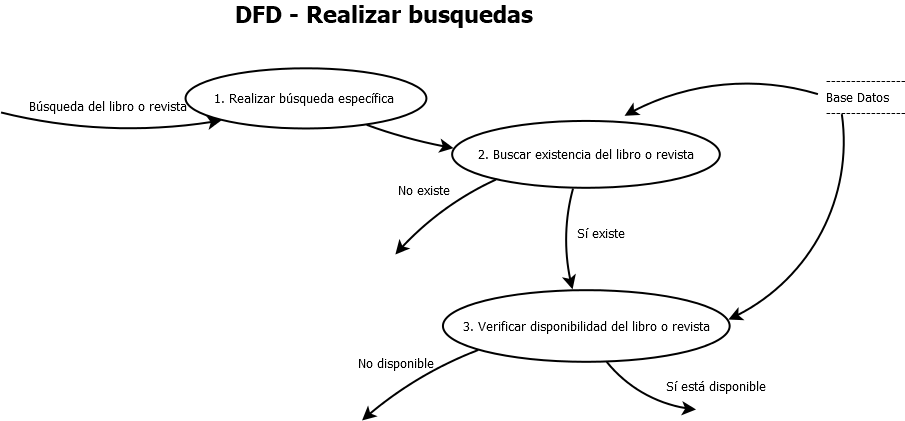 DFD - Realizar busquedas
Búsqueda del libro o revista
1. Realizar búsqueda específica
Base Datos
2. Buscar existencia del libro o revista
No existe
Sí existe
3. Verificar disponibilidad del libro o revista
No disponible
Sí está disponible